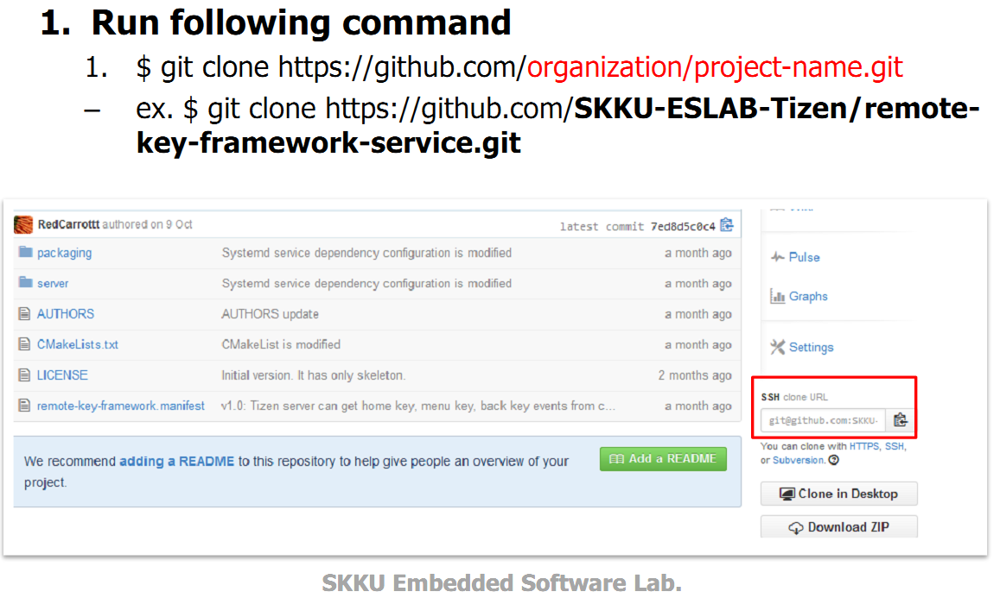 1. Run following command
1. $ git clone https://github.com/organization/project-name.git
– ex. $ git clone https://github.com/SKKU-ESLAB-Tizen/remote-
key-framework-service.git
RedCarrottt authored on 9 Oct
latest commit 7ed8d5c0c4
packaging Systemd service dependency configuration is modified a month ago
server Systemd service dependency configuration is modified a month ago
AUTHORS AUTHORS update a month ago
CMakeLists.txt CMakeList is modified a month ago
LICENSE Initial version. It has only skeleton. 2 months ago
remote-key-framework.manifest v1.0: Tizen server can get home key, menu key, back key events from c... a month ago
We recommend adding a README to this repository to help give people an overview of your
project.
Add a README
Pulse
Graphs
Settings
SSH clone URL
git@github.com:SKKU-
You can clone with HTTPS, SSH,
or Subversion.
Clone in Desktop
Download ZIP
SKKU Embedded Software Lab.